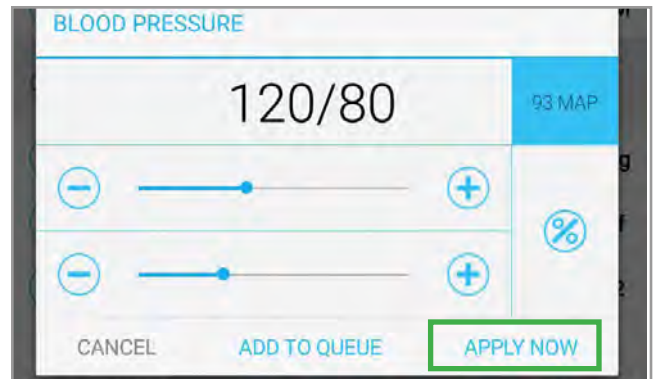 BLOOD PRESSURE
120/80
93 MAP
%
CANCEL
ADD TO QUEUE
APPLY NOW